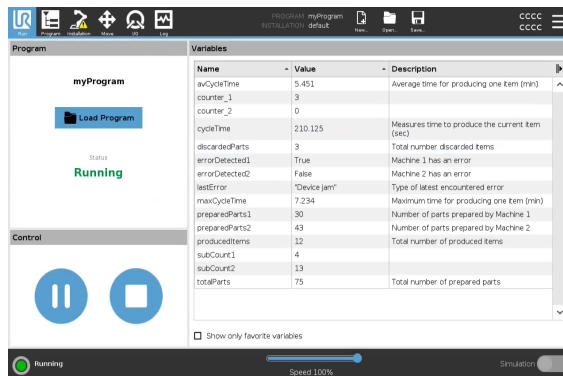 UR
PROGRAM myProgram
INSTALLATION default
CCCC
CCCC
Run Program Installation Move I/O Log New... Open... Save...
Program
Variables
myProgram
Load Program
Status
Running
Control
Name Value Description
avCycleTime 5.451 Average time for producing one item (min)
counter_1 3
counter_2 0
cycleTime 210.125 Measures time to produce the current item
(sec)
discardedParts 3 Total number discarded items
errorDetected1 True Machine 1 has an error
errorDetected2 False Machine 2 has an error
lastError "Device jam" Type of latest encountered error
maxCycleTime 7.234 Maximum time for producing one item (min)
preparedParts1 30 Number of parts prepared by Machine 1
preparedParts2 43 Number of parts prepared by Machine 2
producedItems 12 Total number of produced items
subCount1 4
subCount2 13
totalParts 75 Total number of prepared parts
Show only favorite variables
Running
Speed 100%
Simulation